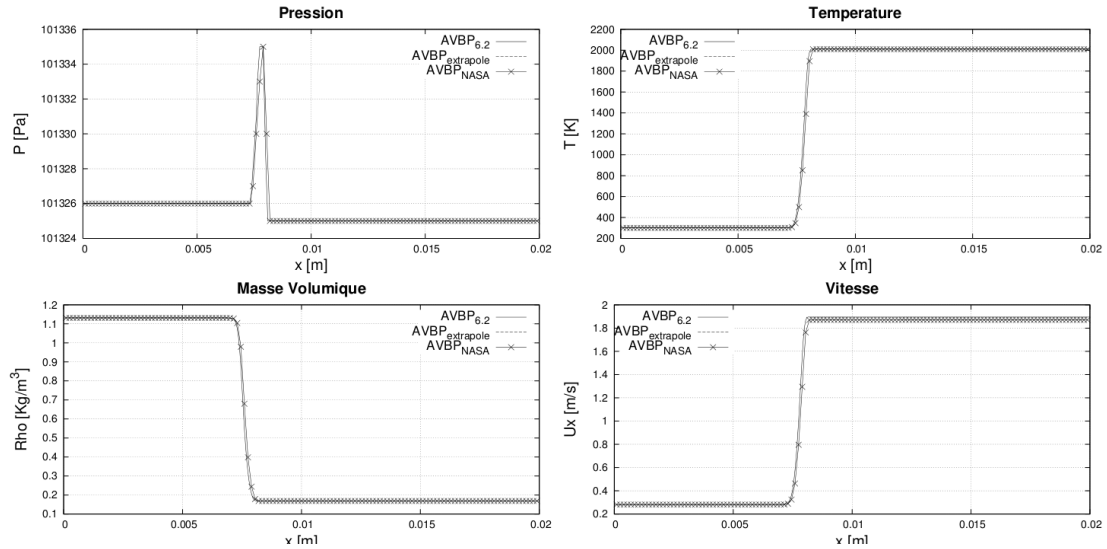 Pression
P [Pa]
101336
101334
101332
101330
101328
101326
101324
AVBP6.2
AVBPextrapole
AVBPNASA
0
0.005
0.01
0.015
0.02
x [m]
Temperature
T [K]
2200
2000
1800
1600
1400
1200
1000
800
600
400
200
AVBP6.2
AVBPextrapole
AVBPNASA
0
0.005
0.01
0.015
0.02
x [m]
Masse Volumique
Rho [Kg/m3]
1.2
1.1
1
0.9
0.8
0.7
0.6
0.5
0.4
0.3
0.2
0.1
AVBP6.2
AVBPextrapole
AVBPNASA
0
0.005
0.01
0.015
0.02
x [m]
Vitesse
Ux [m/s]
2
1.8
1.6
1.4
1.2
1
0.8
0.6
0.4
0.2
AVBP6.2
AVBPextrapole
AVBPNASA
0
0.005
0.01
0.015
0.02
x [m]